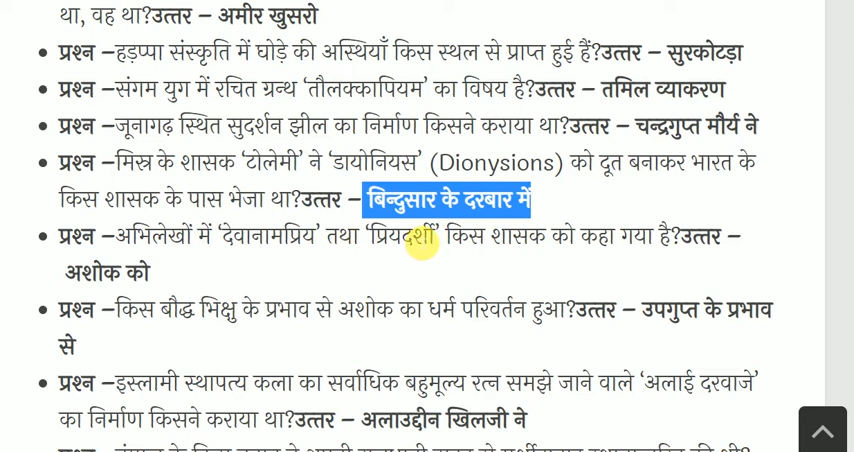 था, वह था?उत्तर – अमीर खुसरो
प्रश्न –हड़प्पा संस्कृति में घोड़े की अस्थियाँ किस स्थल से प्राप्त हुई हैं?उत्तर – सुरकोटड़ा
प्रश्न –संगम युग में रचित ग्रन्थ ‘तौलक्कापियम’ का विषय है?उत्तर – तमिल व्याकरण
प्रश्न –जूनागढ़ स्थित सुदर्शन झील का निर्माण किसने कराया था?उत्तर – चन्द्रगुप्त मौर्य ने
प्रश्न –मिस्र के शासक ‘टोलेमी’ ने ‘डायोनियस’ (Dionysions) को दूत बनाकर भारत के
किस शासक के पास भेजा था?उत्तर – बिन्दुसार के दरबार में
प्रश्न –अभिलेखों में ‘देवानामप्रिय’ तथा ‘प्रियदर्शी’ किस शासक को कहा गया है?उत्तर –
अशोक को
प्रश्न –किस बौद्ध भिक्षु के प्रभाव से अशोक का धर्म परिवर्तन हुआ?उत्तर – उपगुप्त के प्रभाव
से
प्रश्न –इस्लामी स्थापत्य कला का सर्वाधिक बहुमूल्य रत्न समझे जाने वाले ‘अलाई दरवाजे’
का निर्माण किसने कराया था?उत्तर – अलाउद्दीन खिलजी ने